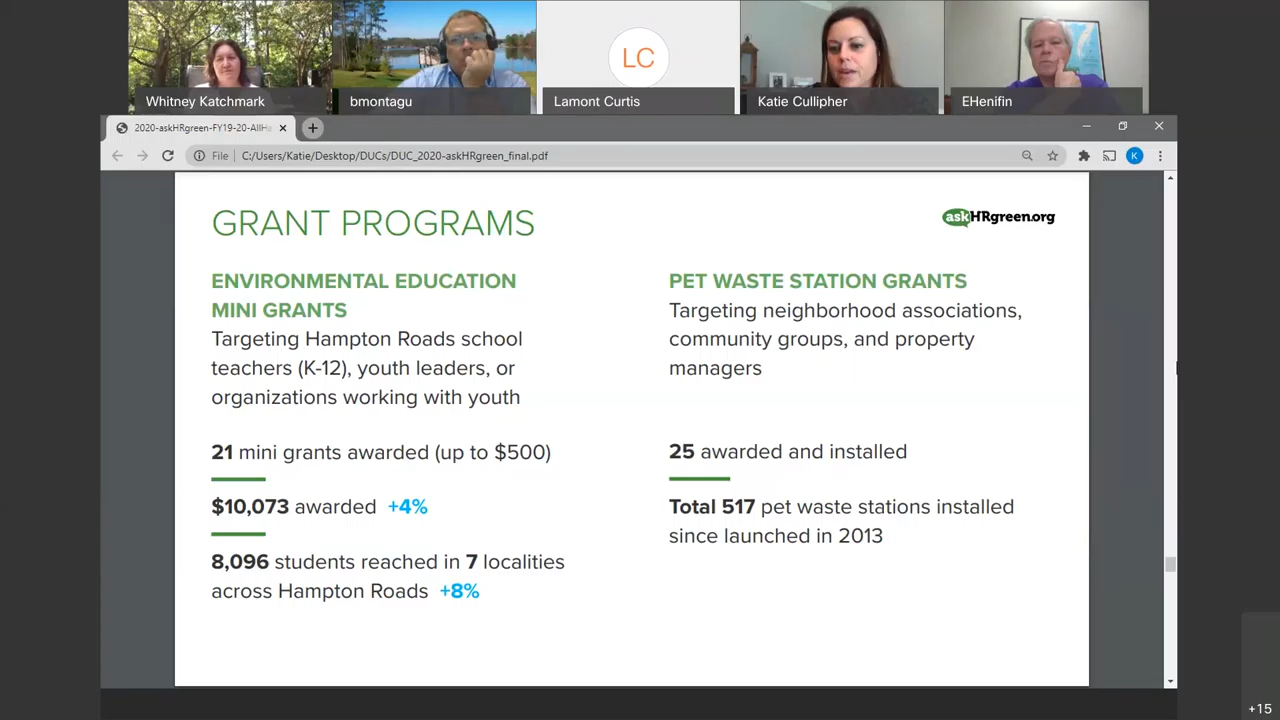 LC
Whitney Katchmark
bmontagu
Lamont Curtis
Katie Cullipher
EHenifin
2020-askHRgreen-FY19-20-AllHa
File
C:/Users/Katie/Desktop/DUCs/DUC_2020-askHRgreen_final.pdf
K
GRANT PROGRAMS
askHRgreen.org
ENVIRONMENTAL EDUCATION
MINI GRANTS
Targeting Hampton Roads school
teachers (K-12), youth leaders, or
organizations working with youth
21 mini grants awarded (up to $500)
$10,073 awarded +4%
8,096 students reached in 7 localities
across Hampton Roads +8%
PET WASTE STATION GRANTS
Targeting neighborhood associations,
community groups, and property
managers
25 awarded and installed
Total 517 pet waste stations installed
since launched in 2013
+15